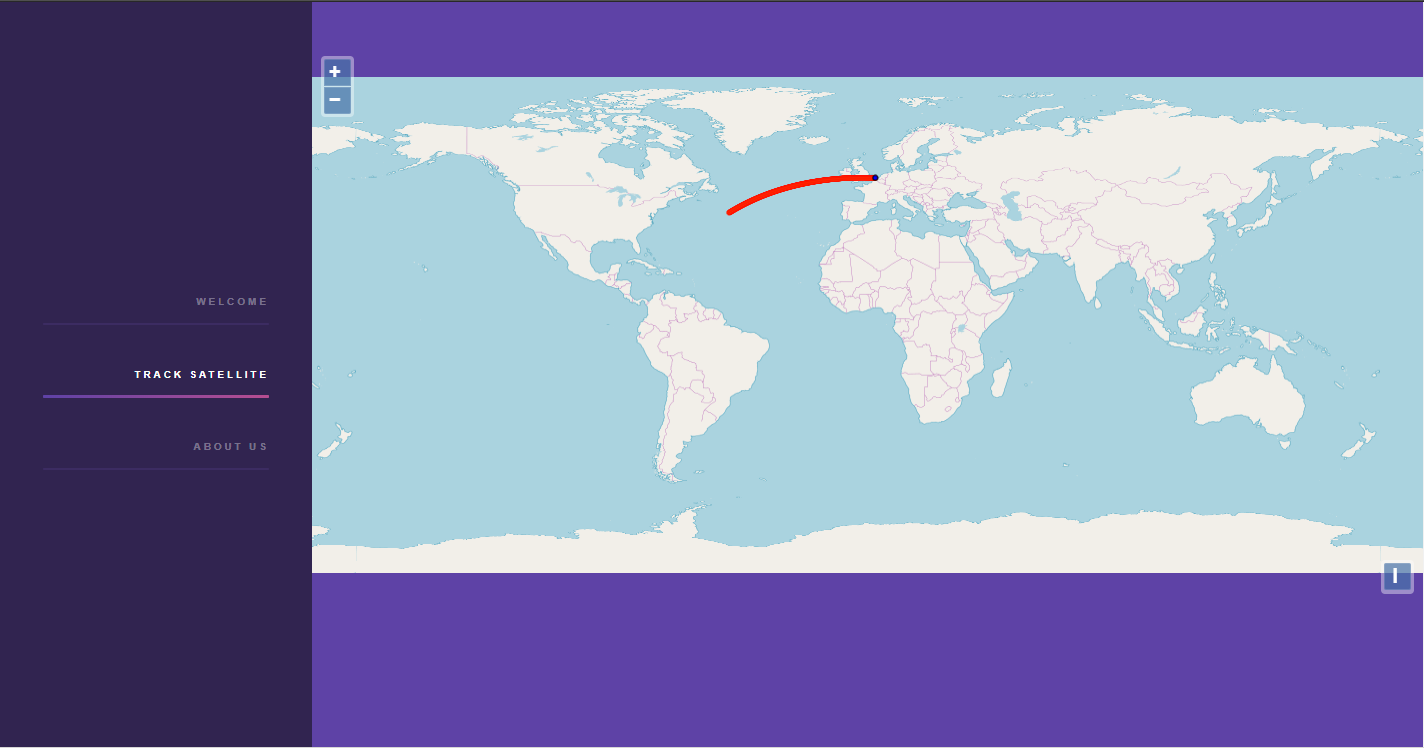 WELCOME
TRACK SATELLITE
ABOUT US
+
−
I